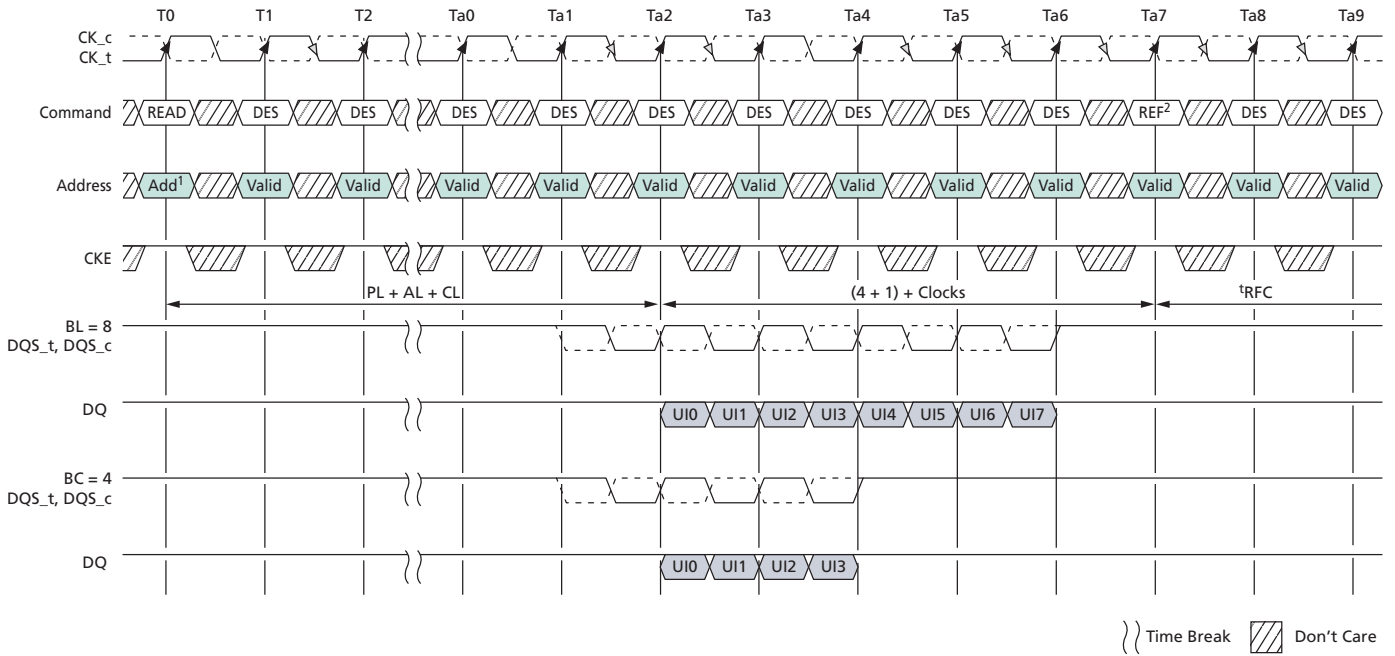 T0 T1 T2 Ta0 Ta1 Ta2 Ta3 Ta4 Ta5 Ta6 Ta7 Ta8 Ta9
CK_c
CK_t
Command READ DES DES DES DES DES DES DES DES DES REF2 DES DES
Address Add1 Valid Valid Valid Valid Valid Valid Valid Valid Valid Valid Valid Valid
CKE
PL + AL + CL (4 + 1) + Clocks tRFC
BL = 8
DQS_t, DQS_c
DQ UI0 UI1 UI2 UI3 UI4 UI5 UI6 UI7
BC = 4
DQS_t, DQS_c
DQ UI0 UI1 UI2 UI3
Time Break Don't Care